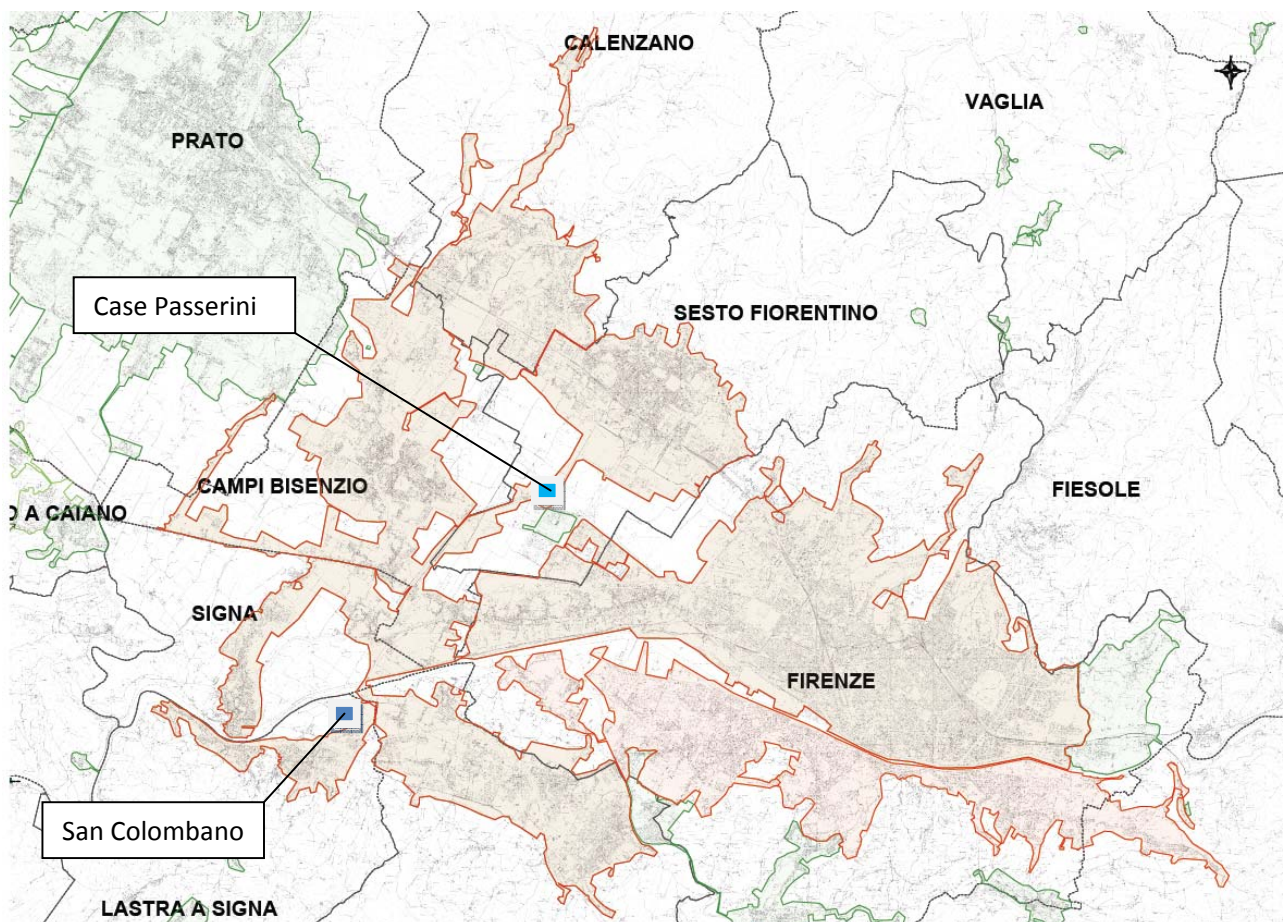 CALENZANO
VAGLIA
PRATO
Case Passerini
SESTO FIORENTINO
CAMPI BISENZIO
FIESOLE
O A CAIANO
SIGNA
FIRENZE
San Colombano
LASTRA A SIGNA